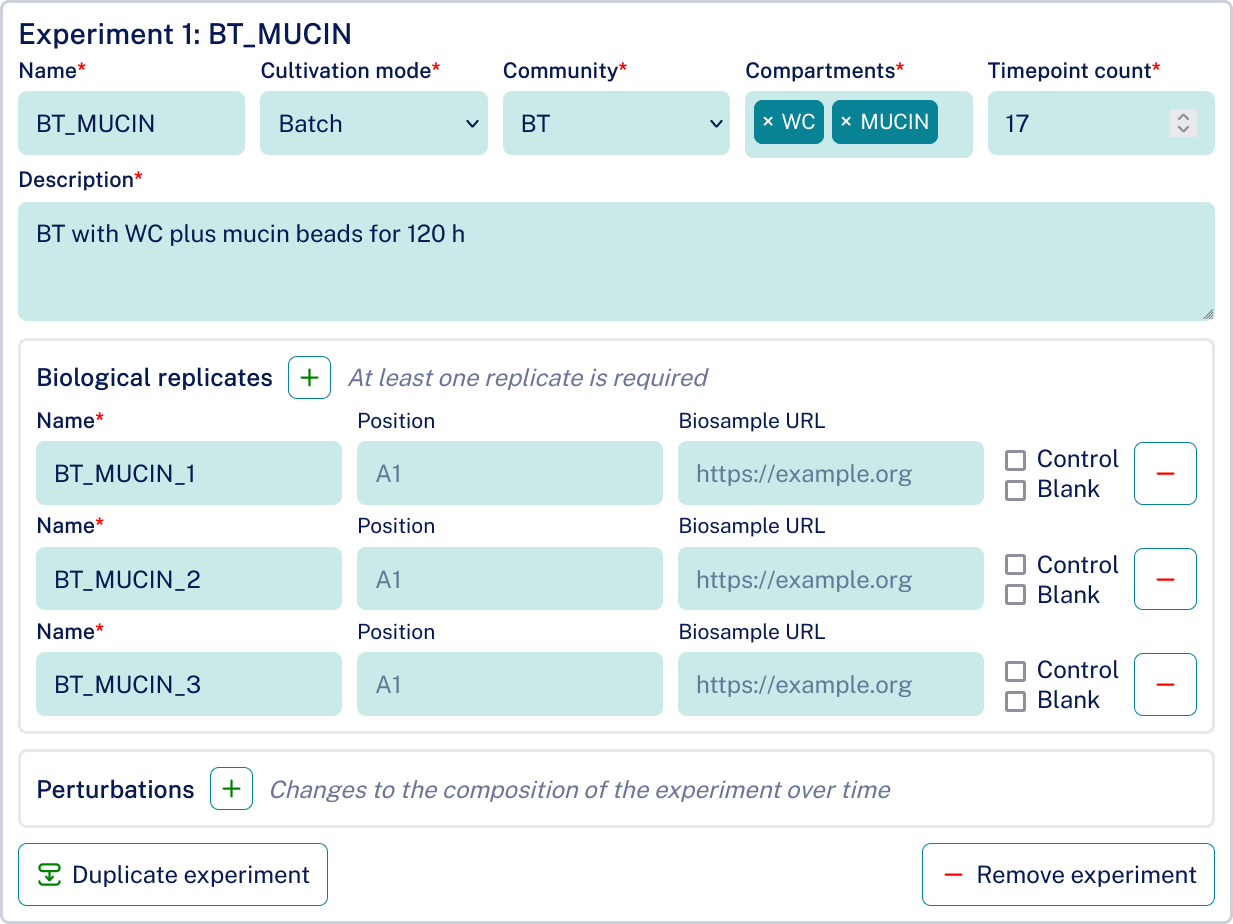 Experiment 1: BT_MUCIN
Name* Cultivation mode* Community* Compartments* Timepoint count*
BT_MUCIN Batch BT × WC × MUCIN 17
Description*
BT with WC plus mucin beads for 120 h
Biological replicates + At least one replicate is required
Name* Position Biosample URL
BT_MUCIN_1 A1 https://example.org Control
Blank
Name* Position Biosample URL
BT_MUCIN_2 A1 https://example.org Control
Blank
Name* Position Biosample URL
BT_MUCIN_3 A1 https://example.org Control
Blank
Perturbations + Changes to the composition of the experiment over time
Duplicate experiment − Remove experiment